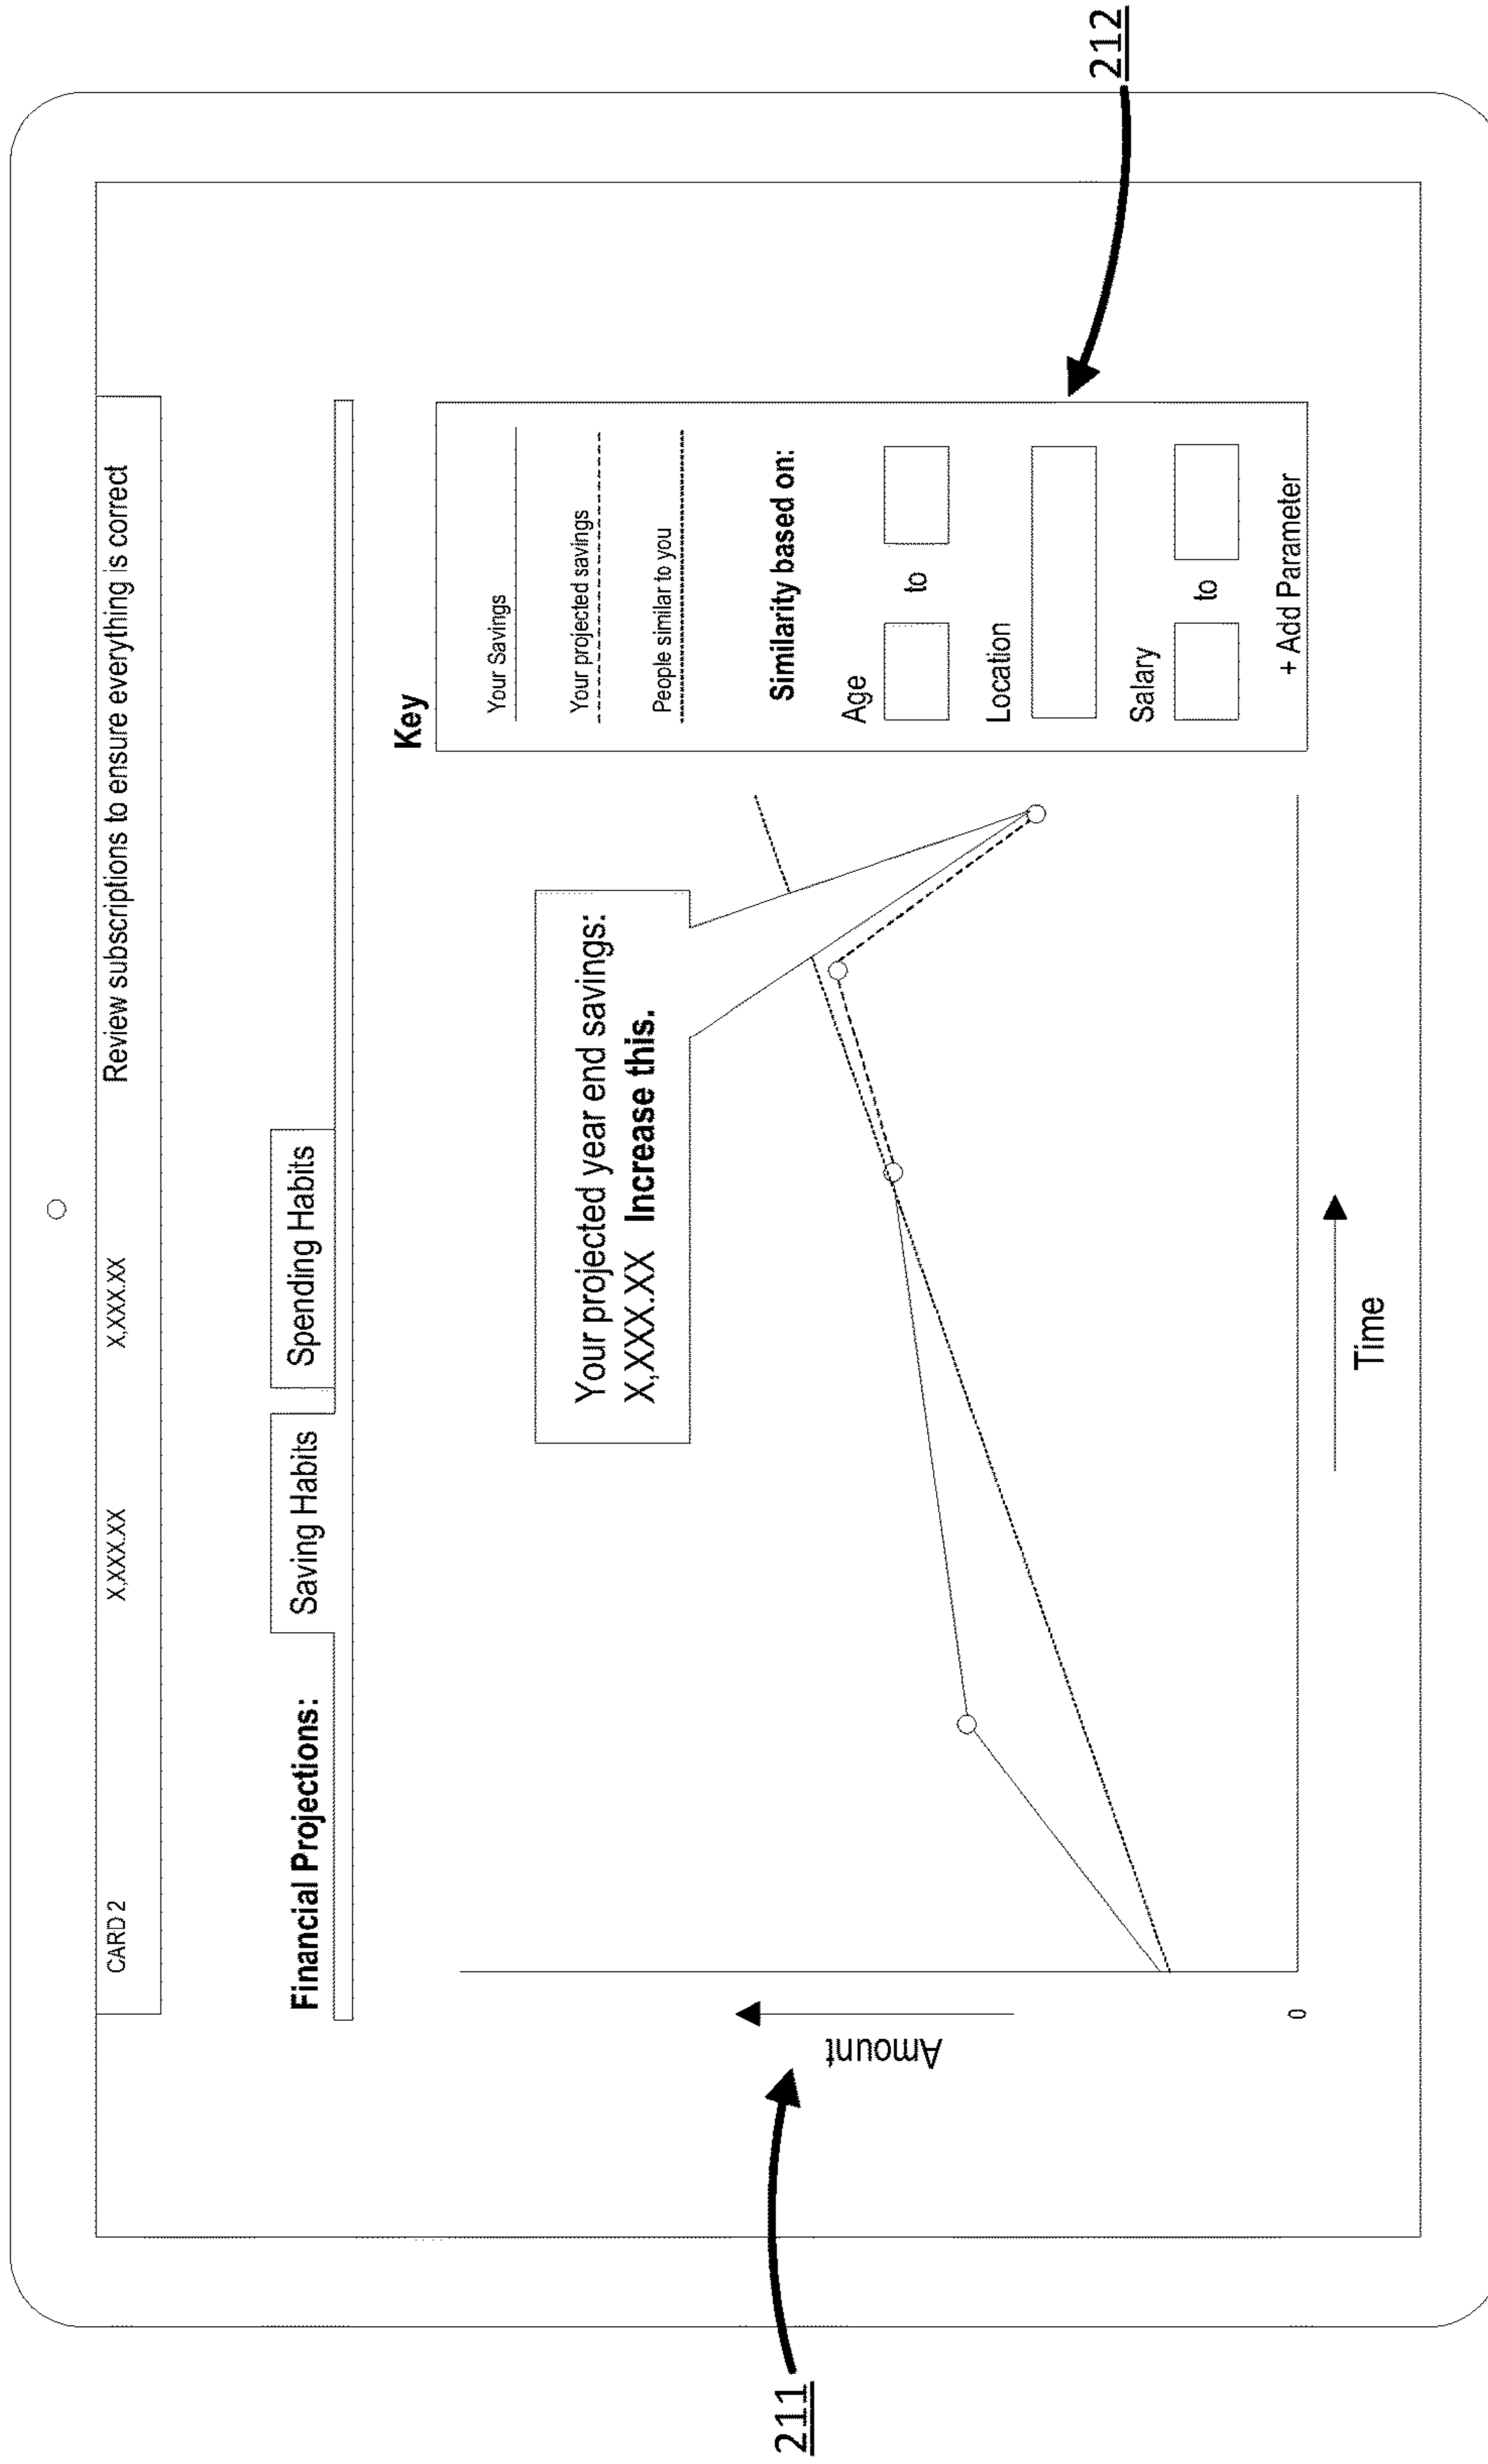 CARD 2 X,XXX.XX X,XXX.XX Review subscriptions to ensure everything is correct
Financial Projections: Saving Habits Spending Habits
Key
Your Savings
Your projected savings
People similar to you
Similarity based on:
Age
to
Location
Salary
to
+ Add Parameter
Your projected year end savings:
X,XXX.XX Increase this.
Amount
0
Time
211
212